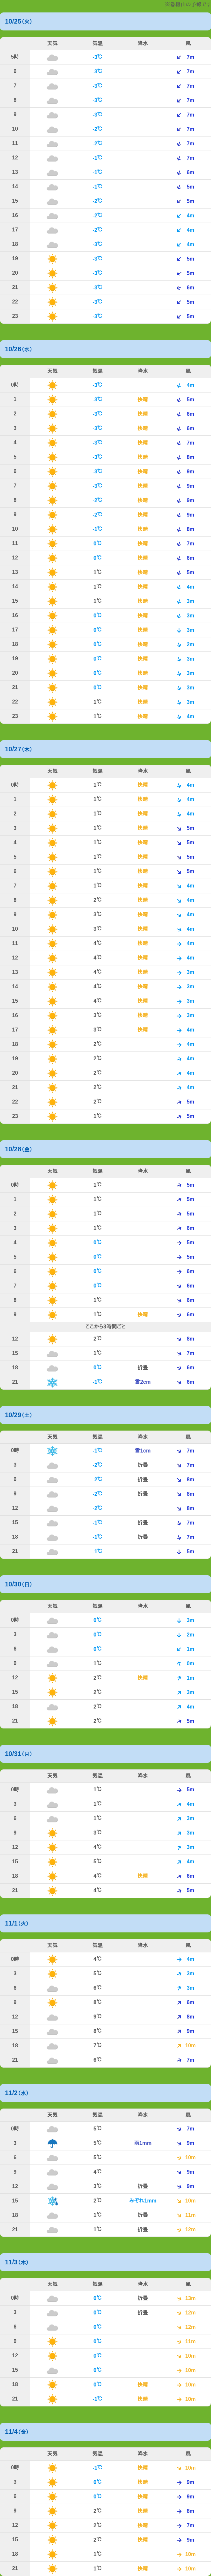 10/25(火)
天気 気温 降水 風
5時 -3℃ 7m
6 -3℃ 7m
7 -3℃ 7m
8 -3℃ 7m
9 -3℃ 7m
10 -2℃ 7m
11 -2℃ 7m
12 -1℃ 7m
13 -1℃ 6m
14 -1℃ 5m
15 -2℃ 5m
16 -2℃ 4m
17 -2℃ 4m
18 -3℃ 4m
19 -3℃ 5m
20 -3℃ 5m
21 -3℃ 6m
22 -3℃ 5m
23 -3℃ 5m
10/26(水)
天気 気温 降水 風
0時 -3℃ 4m
1 -3℃ 快晴 5m
2 -3℃ 快晴 6m
3 -3℃ 快晴 6m
4 -3℃ 快晴 7m
5 -3℃ 快晴 8m
6 -3℃ 快晴 9m
7 -3℃ 快晴 9m
8 -2℃ 快晴 9m
9 -2℃ 快晴 9m
10 -1℃ 快晴 8m
11 0℃ 快晴 7m
12 0℃ 快晴 6m
13 1℃ 快晴 5m
14 1℃ 快晴 4m
15 1℃ 快晴 3m
16 0℃ 快晴 3m
17 0℃ 快晴 3m
18 0℃ 快晴 2m
19 0℃ 快晴 3m
20 0℃ 快晴 3m
21 0℃ 快晴 3m
22 1℃ 快晴 3m
23 1℃ 快晴 4m
10/27(木)
天気 気温 降水 風
0時 1℃ 快晴 4m
1 1℃ 快晴 4m
2 1℃ 快晴 4m
3 1℃ 快晴 5m
4 1℃ 快晴 5m
5 1℃ 快晴 5m
6 1℃ 快晴 5m
7 1℃ 快晴 4m
8 2℃ 快晴 4m
9 3℃ 快晴 4m
10 3℃ 快晴 4m
11 4℃ 快晴 4m
12 4℃ 快晴 4m
13 4℃ 快晴 3m
14 4℃ 快晴 3m
15 4℃ 快晴 3m
16 3℃ 快晴 3m
17 3℃ 快晴 4m
18 2℃ 4m
19 2℃ 4m
20 2℃ 4m
21 2℃ 4m
22 2℃ 5m
23 1℃ 5m
10/28(金)
天気 気温 降水 風
0時 1℃ 5m
1 1℃ 5m
2 1℃ 5m
3 1℃ 6m
4 0℃ 5m
5 0℃ 5m
6 0℃ 6m
7 0℃ 6m
8 1℃ 6m
9 1℃ 快晴 6m
ここから3時間ごと
12 2℃ 8m
15 1℃ 7m
18 0℃ 折曇 6m
21 -1℃ 雪2cm 6m
10/29(土)
天気 気温 降水 風
0時 -1℃ 雪1cm 7m
3 -2℃ 折曇 7m
6 -2℃ 折曇 8m
9 -2℃ 折曇 8m
12 -2℃ 8m
15 -1℃ 折曇 7m
18 -1℃ 折曇 7m
21 -1℃ 5m
10/30(日)
天気 気温 降水 風
0時 0℃ 3m
3 0℃ 2m
6 0℃ 1m
9 1℃ 0m
12 2℃ 快晴 1m
15 2℃ 3m
18 2℃ 4m
21 2℃ 5m
10/31(月)
天気 気温 降水 風
0時 1℃ 5m
3 1℃ 4m
6 1℃ 3m
9 3℃ 3m
12 4℃ 3m
15 5℃ 4m
18 4℃ 快晴 6m
21 4℃ 5m
11/1(火)
天気 気温 降水 風
0時 4℃ 4m
3 5℃ 3m
6 6℃ 3m
9 8℃ 6m
12 9℃ 8m
15 8℃ 9m
18 7℃ 10m
21 6℃ 7m
11/2(水)
天気 気温 降水 風
0時 5℃ 7m
3 5℃ 雨1mm 9m
6 5℃ 10m
9 4℃ 9m
12 3℃ 折曇 9m
15 2℃ みぞれ1mm 10m
18 1℃ 折曇 11m
21 1℃ 折曇 12m
11/3(木)
天気 気温 降水 風
0時 0℃ 折曇 13m
3 0℃ 折曇 12m
6 0℃ 12m
9 0℃ 11m
12 0℃ 10m
15 0℃ 10m
18 0℃ 快晴 10m
21 -1℃ 快晴 10m
11/4(金)
天気 気温 降水 風
0時 -1℃ 快晴 10m
3 0℃ 快晴 9m
6 0℃ 快晴 9m
9 2℃ 快晴 8m
12 2℃ 快晴 7m
15 2℃ 快晴 9m
18 1℃ 10m
21 1℃ 快晴 10m